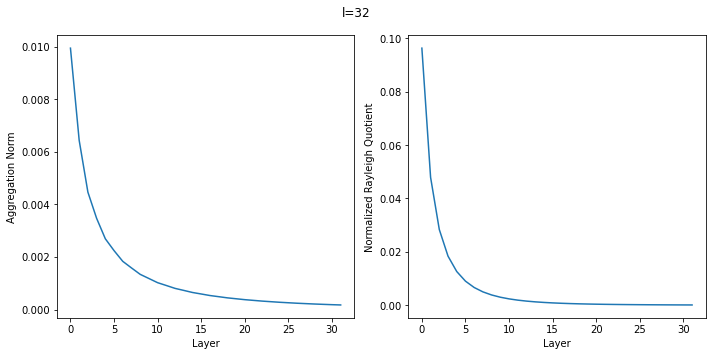 l=32
Aggregation Norm
0.010
0.008
0.006
0.004
0.002
0.000
0 5 10 15 20 25 30
Layer
Normalized Rayleigh Quotient
0.10
0.08
0.06
0.04
0.02
0.00
0 5 10 15 20 25 30
Layer